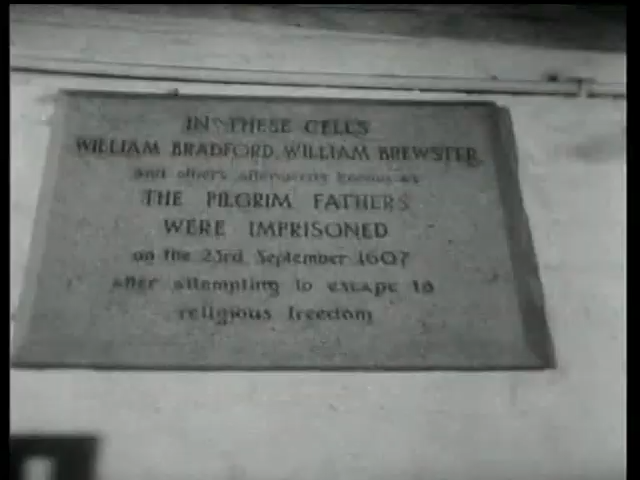 IN THESE CELLS
WILLIAM BRADFORD, WILLIAM BREWSTER
and others afterwards known as
THE PILGRIM FATHERS
WERE IMPRISONED
on the 23rd September 1607
after attempting to escape to
religious freedom